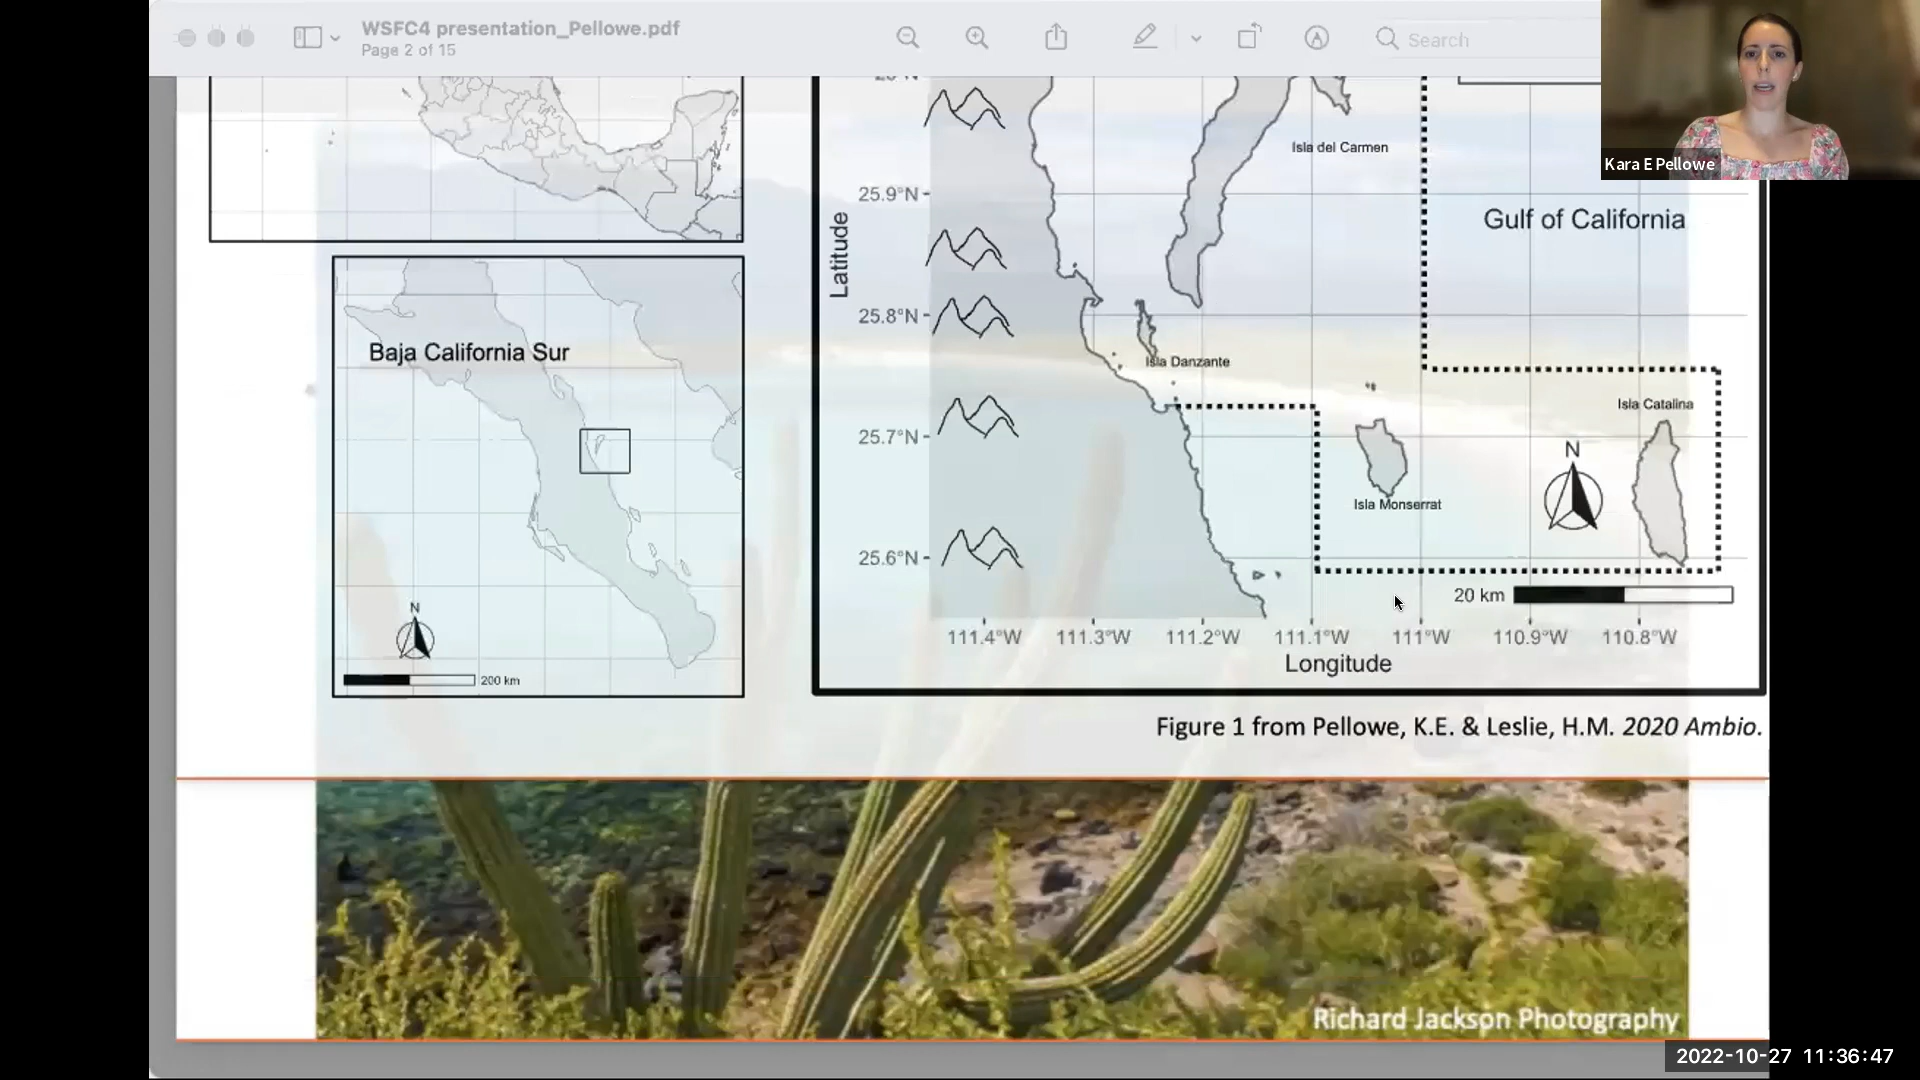 WSFC4 presentation_Pellowe.pdf
Page 2 of 15
Search
Kara E Pellowe
Isla del Carmen
25.9°N
Gulf of California
Latitude
25.8°N
Baja California Sur
Isla Danzante
Isla Catalina
25.7°N
N
Isla Monserrat
25.6°N
20 km
N
111.4°W 111.3°W 111.2°W 111.1°W 111°W 110.9°W 110.8°W
Longitude
200 km
Figure 1 from Pellowe, K.E. & Leslie, H.M. 2020 Ambio.
Richard Jackson Photography
2022-10-27 11:36:47